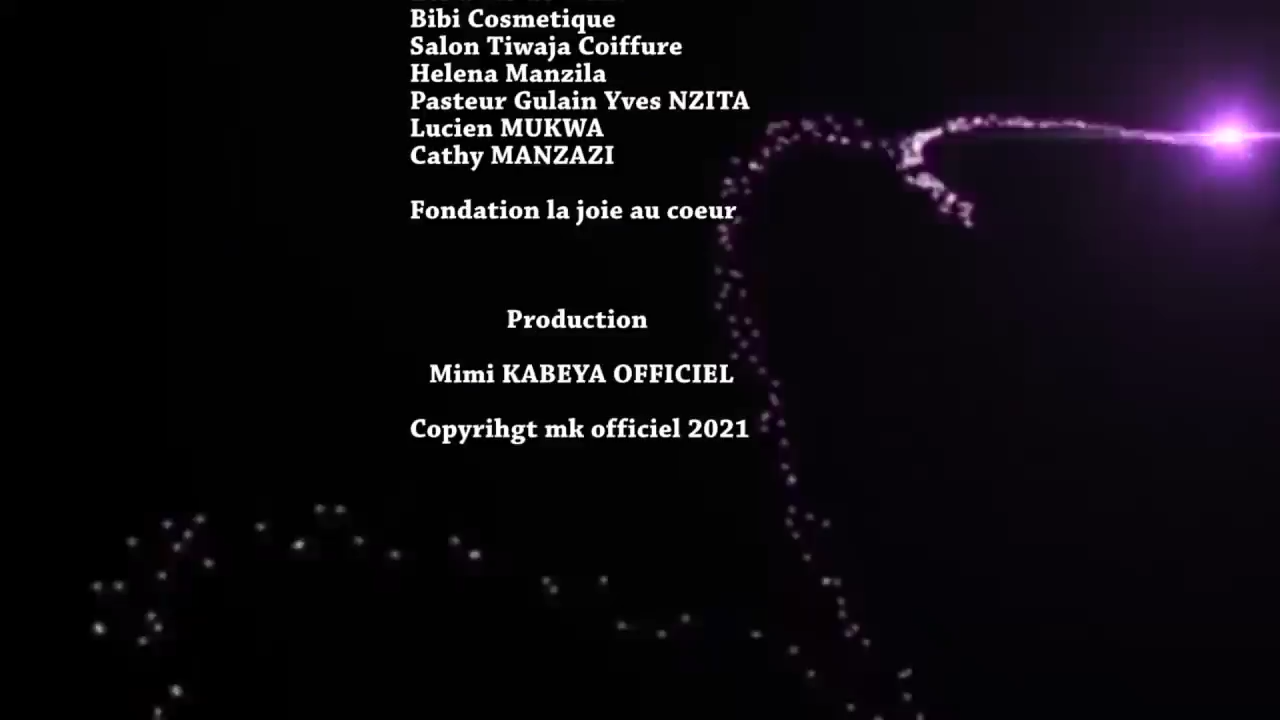 Bibi Cosmetique
Salon Tiwaja Coiffure
Helena Manzila
Pasteur Gulain Yves NZITA
Lucien MUKWA
Cathy MANZAZI
Fondation la joie au coeur
Production
Mimi KABEYA OFFICIEL
Copyrihgt mk officiel 2021